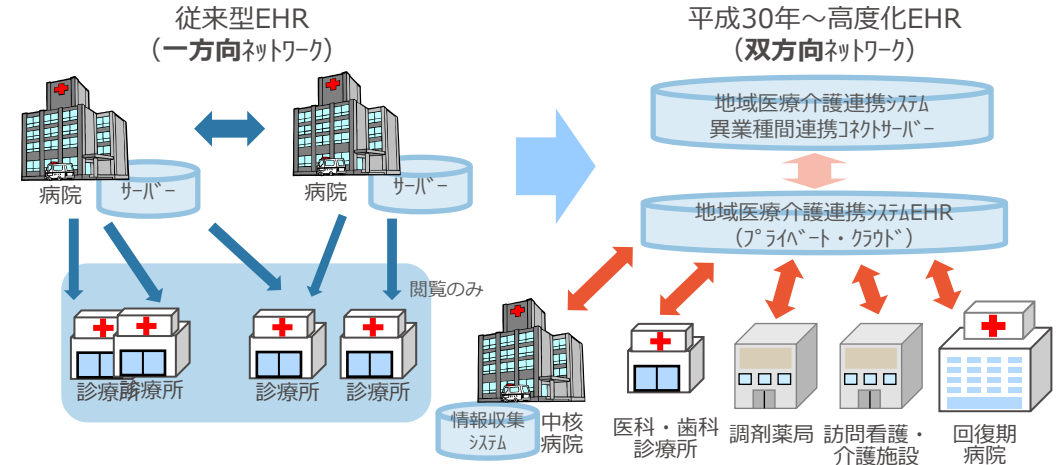 従来型EHR
（一方向ﾈｯﾄﾜｰｸ）
病院
ｻｰﾊﾞｰ
病院
ｻｰﾊﾞｰ
閲覧のみ
診療所
診療所
診療所
診療所
平成30年～高度化EHR
（双方向ﾈｯﾄﾜｰｸ）
地域医療介護連携ｼｽﾃﾑ
異業種間連携ｺﾈｸﾄｻｰﾊﾞｰ
地域医療介護連携ｼｽﾃﾑEHR
（ﾌﾟﾗｲﾍﾞｰﾄ・ｸﾗｳﾄﾞ）
情報収集
ｼｽﾃﾑ
中核
病院
医科・歯科
診療所
調剤薬局
訪問看護・
介護施設
回復期
病院